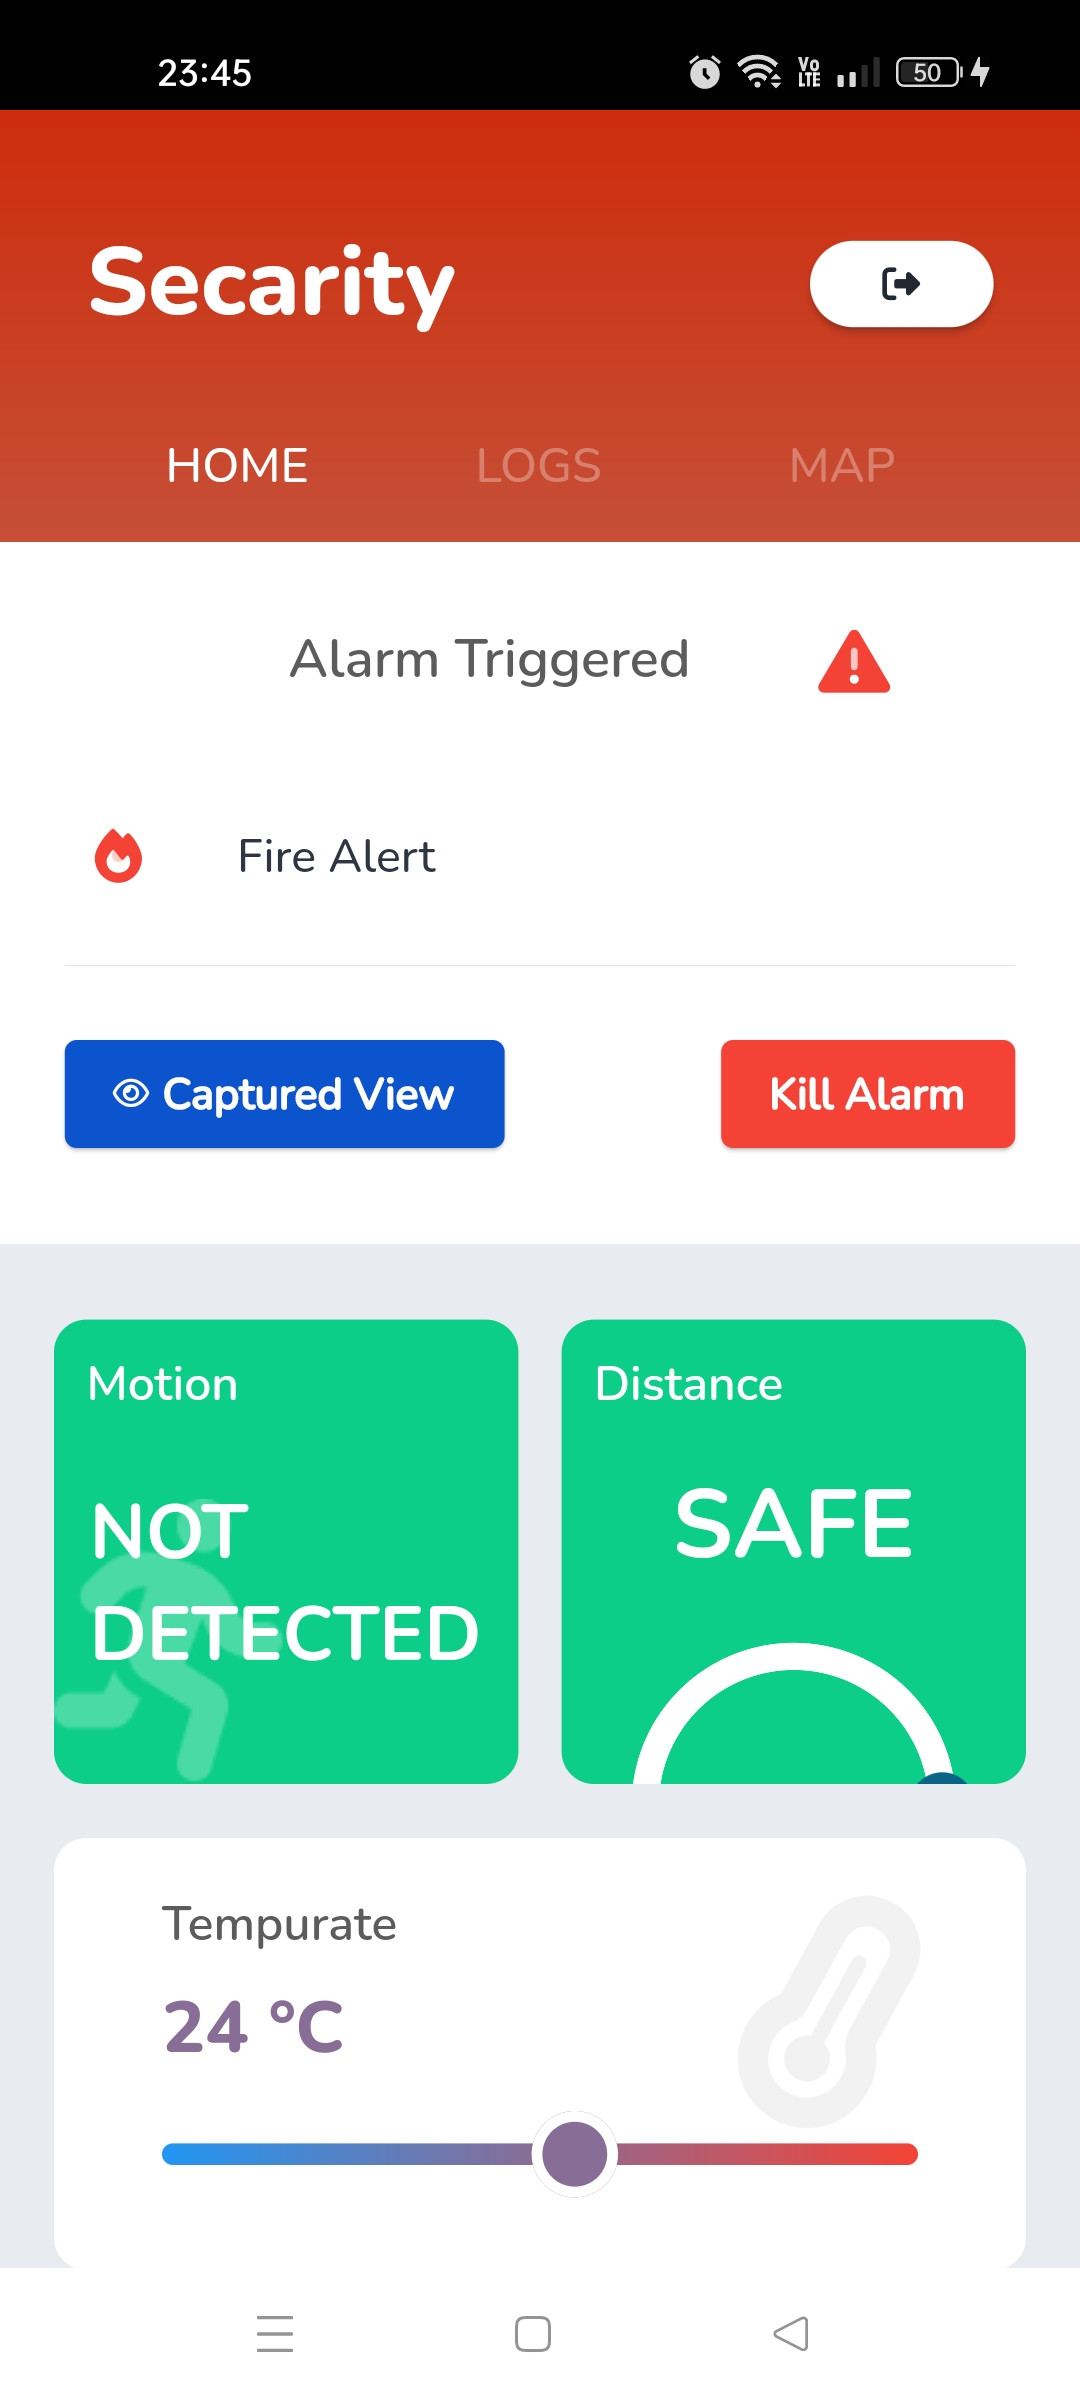 23:45
Vo
LTE
50
Secarity
HOME LOGS MAP
Alarm Triggered
Fire Alert
Captured View
Kill Alarm
Motion
NOT
DETECTED
Distance
SAFE
Tempurate
24 °C